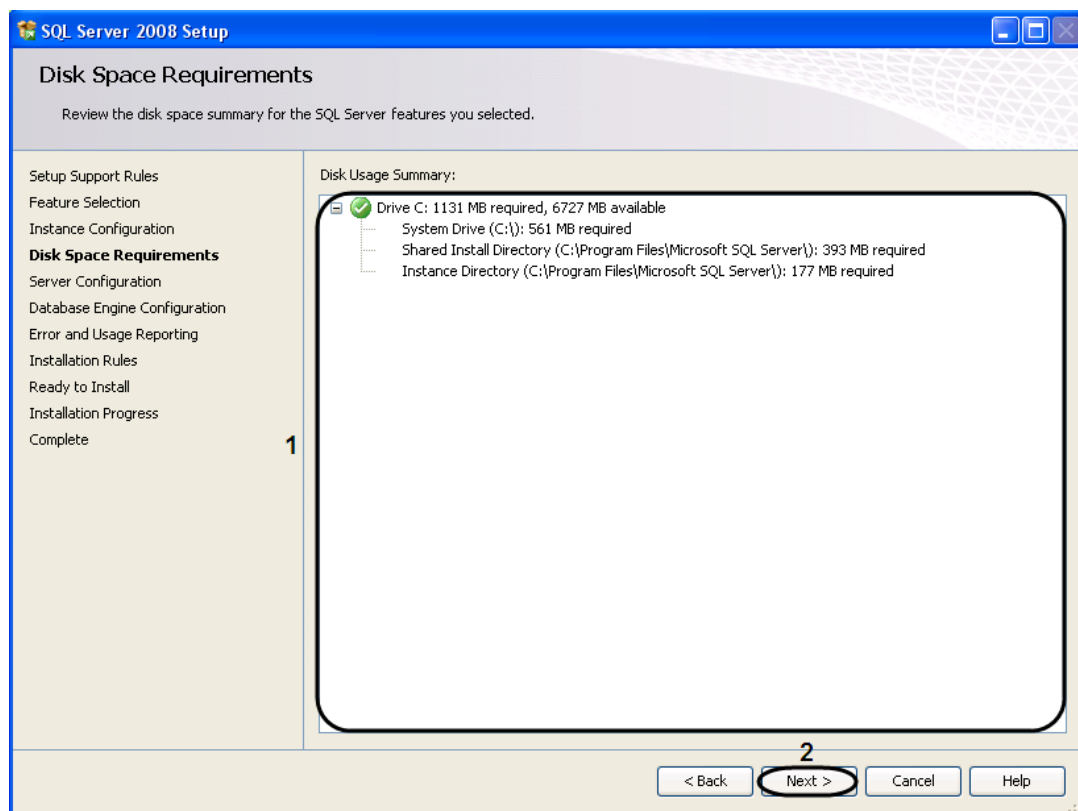 SQL Server 2008 Setup
Disk Space Requirements
Review the disk space summary for the SQL Server features you selected.
Setup Support Rules
Feature Selection
Instance Configuration
Disk Space Requirements
Server Configuration
Database Engine Configuration
Error and Usage Reporting
Installation Rules
Ready to Install
Installation Progress
Complete
1
Disk Usage Summary:
Drive C: 1131 MB required, 6727 MB available
System Drive (C:\): 561 MB required
Shared Install Directory (C:\Program Files\Microsoft SQL Server\): 393 MB required
Instance Directory (C:\Program Files\Microsoft SQL Server\): 177 MB required
2
< Back Next > Cancel Help